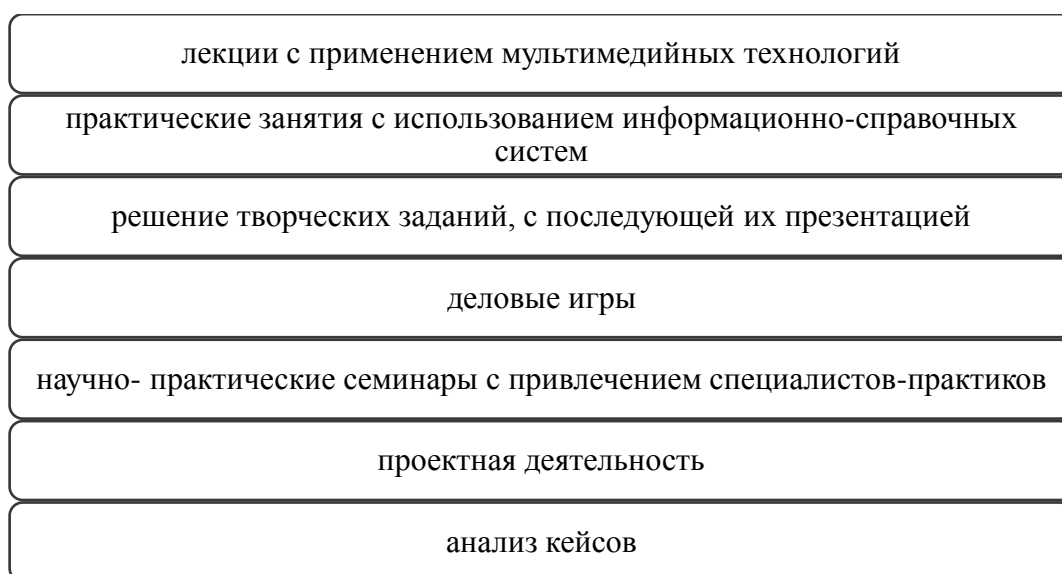 лекции с применением мультимедийных технологий
практические занятия с использованием информационно-справочных
систем
решение творческих заданий, с последующей их презентацией
деловые игры
научно- практические семинары с привлечением специалистов-практиков
проектная деятельность
анализ кейсов